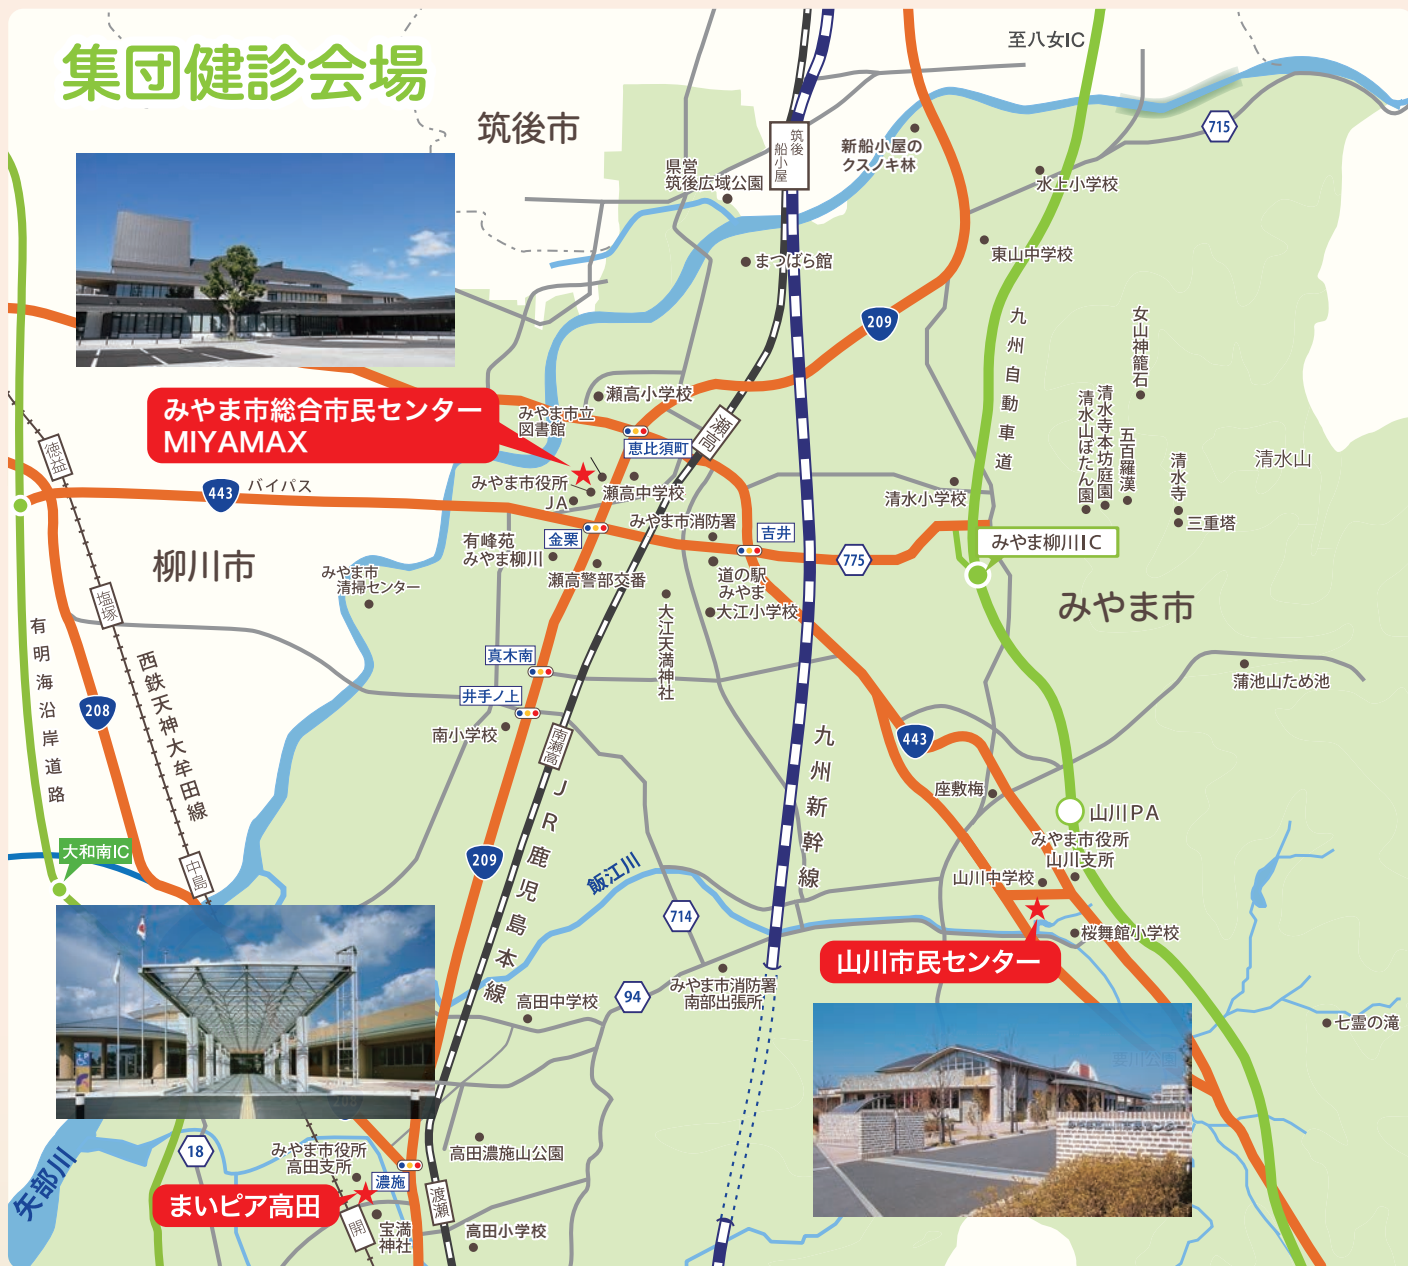 集団健診会場
至八女IC
筑後市
筑後
船小屋
新船小屋の
クスノキ林
715
県営
筑後広域公園
水上小学校
東山中学校
まつばら館
209
九州自動車道
女山神籠石
清水寺本坊庭園
清水山ぼたん園
五百羅漢
清水寺
三重塔
清水山
みやま市総合市民センター
MIYAMAX
瀬高小学校
みやま市立
図書館
恵比須町
瀬高
徳益
443
バイパス
みやま市役所
JA
瀬高中学校
清水小学校
みやま市消防署
吉井
金栗
有峰苑
みやま柳川
瀬高警部交番
775
みやま柳川IC
道の駅
みやま
大江小学校
大江天満神社
柳川市
みやま市
清掃センター
塩塚
みやま市
有明海沿岸道路
西鉄天神大牟田線
真木南
井手ノ上
蒲池山ため池
208
南小学校
南瀬高
JR鹿児島本線
九州新幹線
443
座敷梅
山川PA
みやま市役所
山川支所
大和南IC
中島
209
飯江川
山川中学校
714
桜舞館小学校
山川市民センター
みやま市消防署
南部出張所
94
高田中学校
七霊の滝
矢部川
18
みやま市役所
高田支所
濃施
高田濃施山公園
まいピア高田
開
宝満
神社
渡瀬
高田小学校